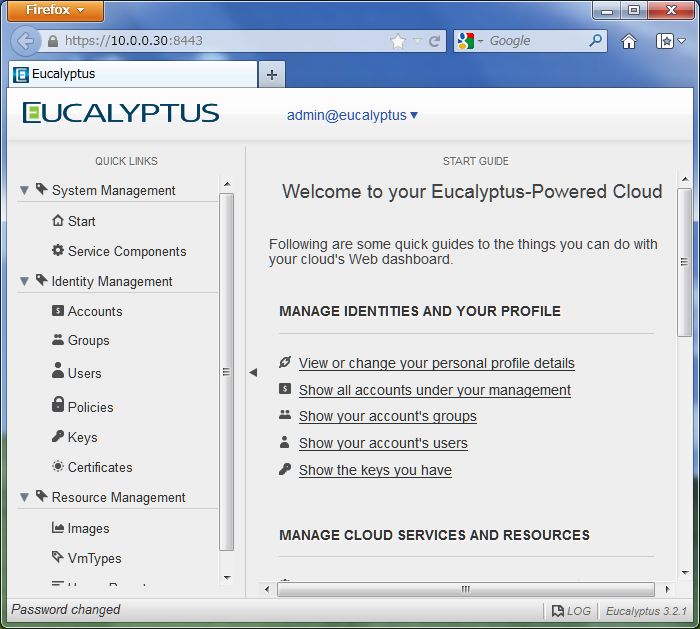 Firefox
https://10.0.0.30:8443
Google
Eucalyptus
EUCALYPTUS
admin@eucalyptus
QUICK LINKS
System Management
Start
Service Components
Identity Management
Accounts
Groups
Users
Policies
Keys
Certificates
Resource Management
Images
VmTypes
START GUIDE
Welcome to your Eucalyptus-Powered Cloud
Following are some quick guides to the things you can do with
your cloud's Web dashboard.
MANAGE IDENTITIES AND YOUR PROFILE
View or change your personal profile details
Show all accounts under your management
Show your account's groups
Show your account's users
Show the keys you have
MANAGE CLOUD SERVICES AND RESOURCES
Password changed
LOG
Eucalyptus 3.2.1